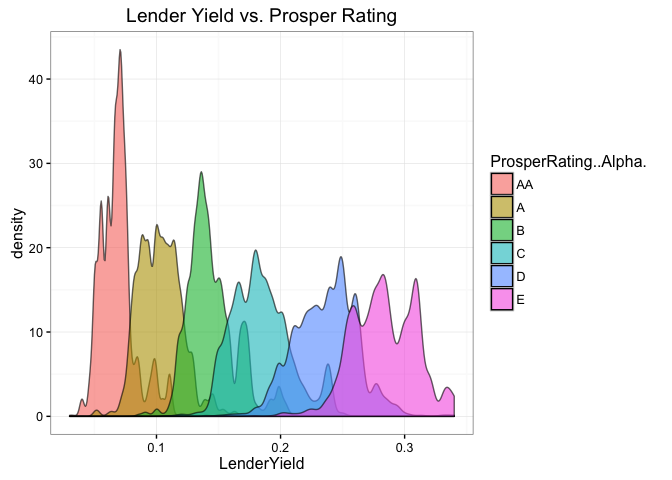 Lender Yield vs. Prosper Rating
40
30
20
10
0
density
0.1
0.2
0.3
LenderYield
ProsperRating..Alpha.
AA
A
B
C
D
E